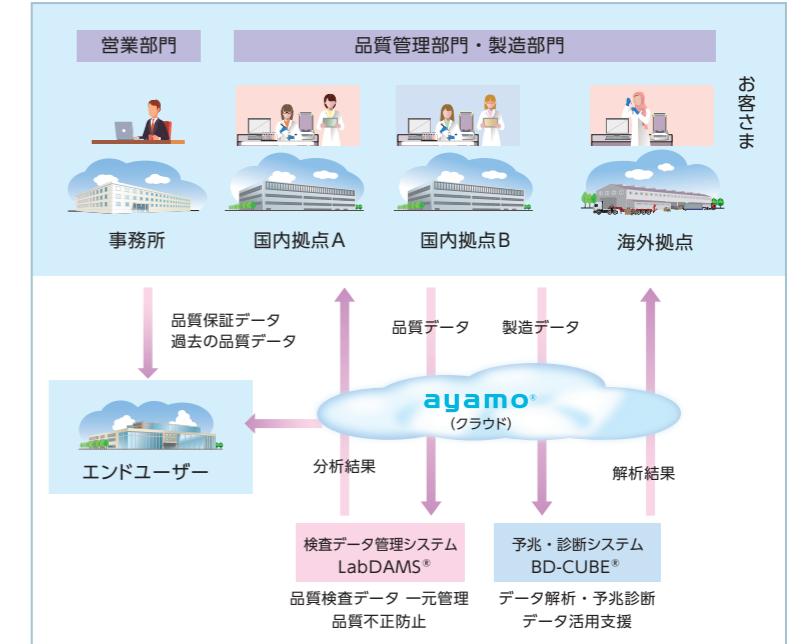 営業部門
品質管理部門・製造部門
お客さま
事務所
国内拠点A
国内拠点B
海外拠点
品質保証データ
過去の品質データ
品質データ
製造データ
ayamo®
(クラウド)
エンドユーザー
分析結果
解析結果
検査データ管理システム
LabDAMS®
予兆・診断システム
BD-CUBE®
品質検査データ 一元管理
品質不正防止
データ解析・予兆診断
データ活用支援